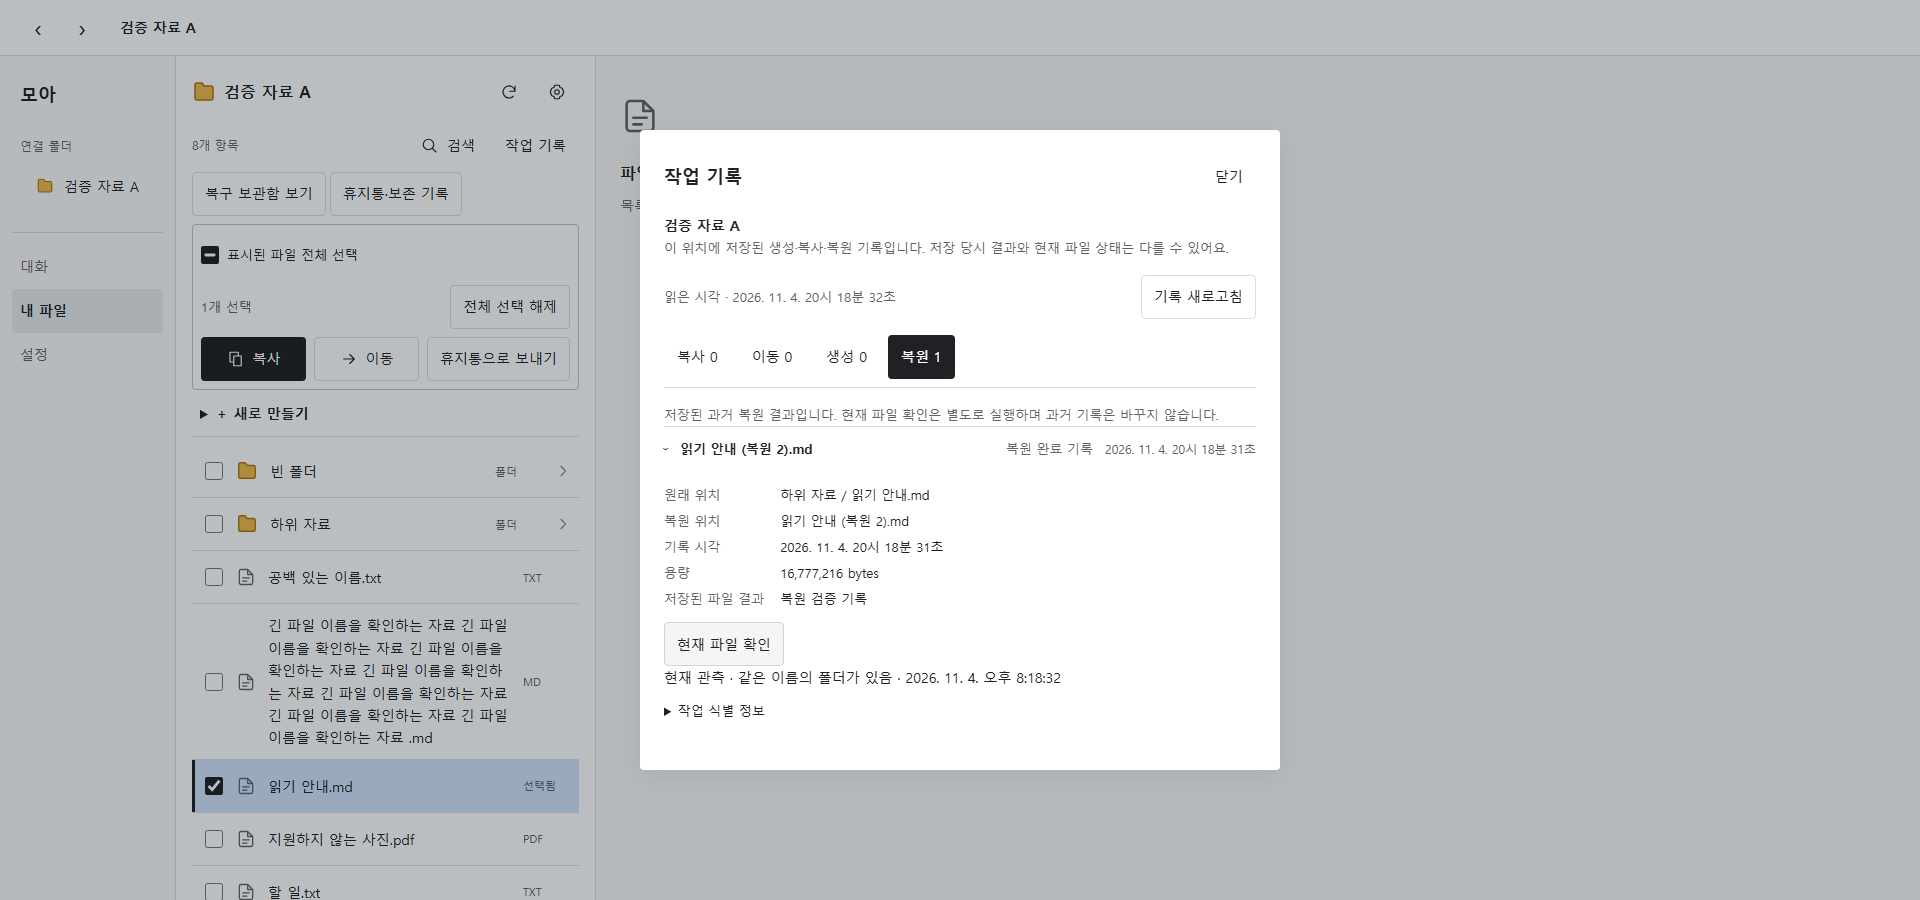 검증 자료 A
모아
연결 폴더
검증 자료 A
대화
내 파일
설정
검증 자료 A
8개 항목
검색
작업 기록
복구 보관함 보기
휴지통·보존 기록
표시된 파일 전체 선택
1개 선택
전체 선택 해제
복사
이동
휴지통으로 보내기
+ 새로 만들기
빈 폴더
폴더
하위 자료
폴더
공백 있는 이름.txt
TXT
긴 파일 이름을 확인하는 자료 긴 파일
이름을 확인하는 자료 긴 파일 이름을
확인하는 자료 긴 파일 이름을 확인하
는 자료 긴 파일 이름을 확인하는 자료
긴 파일 이름을 확인하는 자료 긴 파일
이름을 확인하는 자료 .md
MD
읽기 안내.md
선택됨
지원하지 않는 사진.pdf
PDF
할 일.txt
TXT
작업 기록
닫기
검증 자료 A
이 위치에 저장된 생성·복사·복원 기록입니다. 저장 당시 결과와 현재 파일 상태는 다를 수 있어요.
읽은 시각 · 2026. 11. 4. 20시 18분 32초
기록 새로고침
복사 0
이동 0
생성 0
복원 1
저장된 과거 복원 결과입니다. 현재 파일 확인은 별도로 실행하며 과거 기록은 바꾸지 않습니다.
읽기 안내 (복원 2).md
복원 완료 기록
2026. 11. 4. 20시 18분 31초
원래 위치
하위 자료 / 읽기 안내.md
복원 위치
읽기 안내 (복원 2).md
기록 시각
2026. 11. 4. 20시 18분 31초
용량
16,777,216 bytes
저장된 파일 결과
복원 검증 기록
현재 파일 확인
현재 관측 · 같은 이름의 폴더가 있음 · 2026. 11. 4. 오후 8:18:32
작업 식별 정보